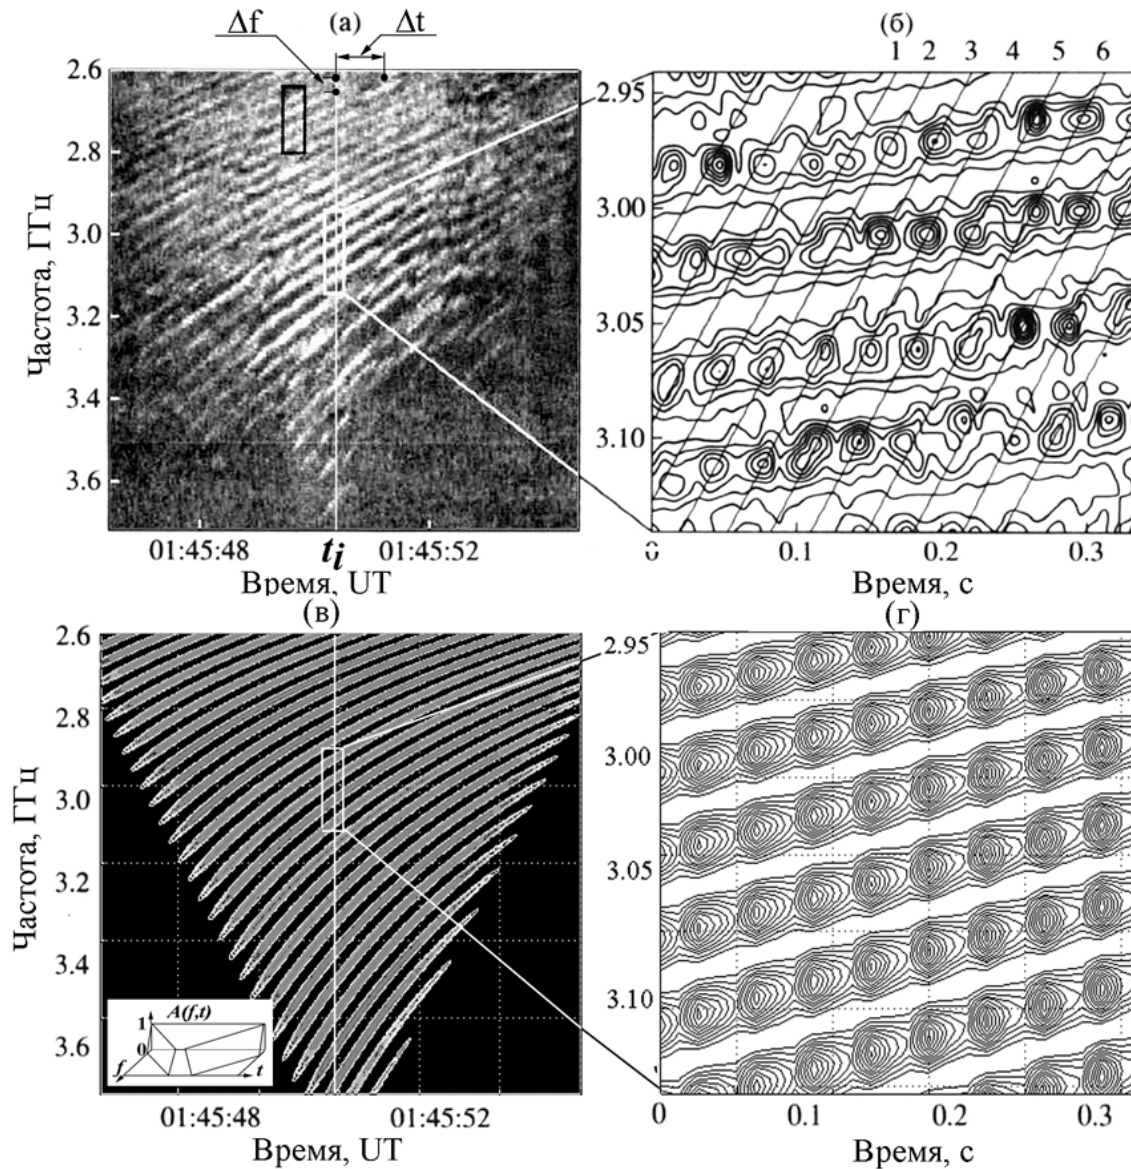 Δf (а) Δt (б)
1 2 3 4 5 6
2.6
2.8
3.0
3.2
3.4
3.6
Частота, ГГц
01:45:48 tᵢ 01:45:52
Время, UT
2.95
3.00
3.05
3.10
0 0.1 0.2 0.3
Время, с
(в) (г)
2.6
2.8
3.0
3.2
3.4
3.6
Частота, ГГц
A(f,t)
1
0
f t
01:45:48 01:45:52
Время, UT
2.95
3.00
3.05
3.10
0 0.1 0.2 0.3
Время, с